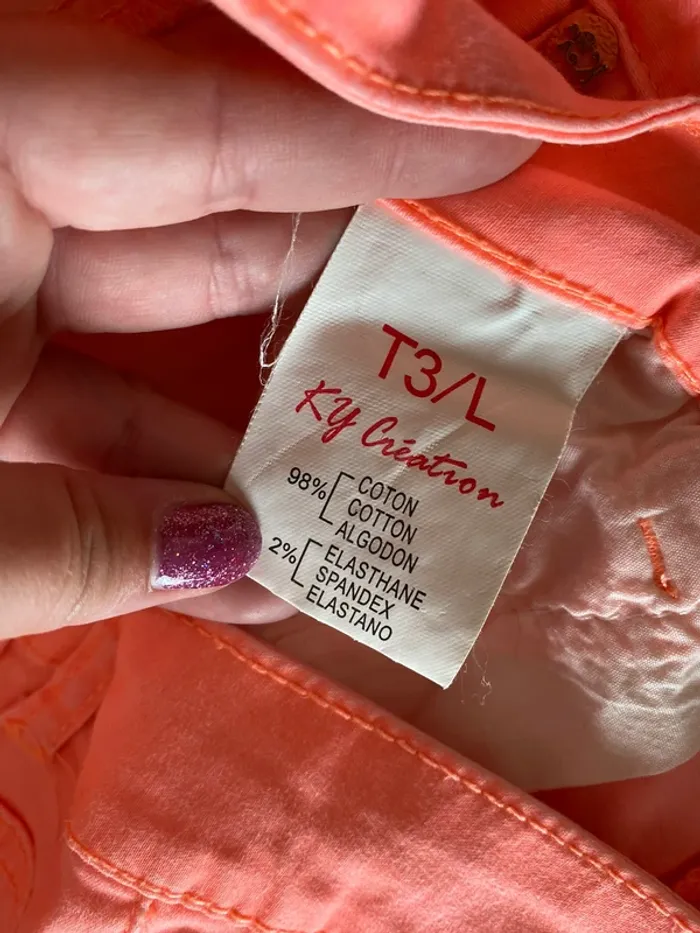 T3/L
KY Création
98%
COTON
COTTON
ALGODON
2%
ELASTHANE
SPANDEX
ELASTANO